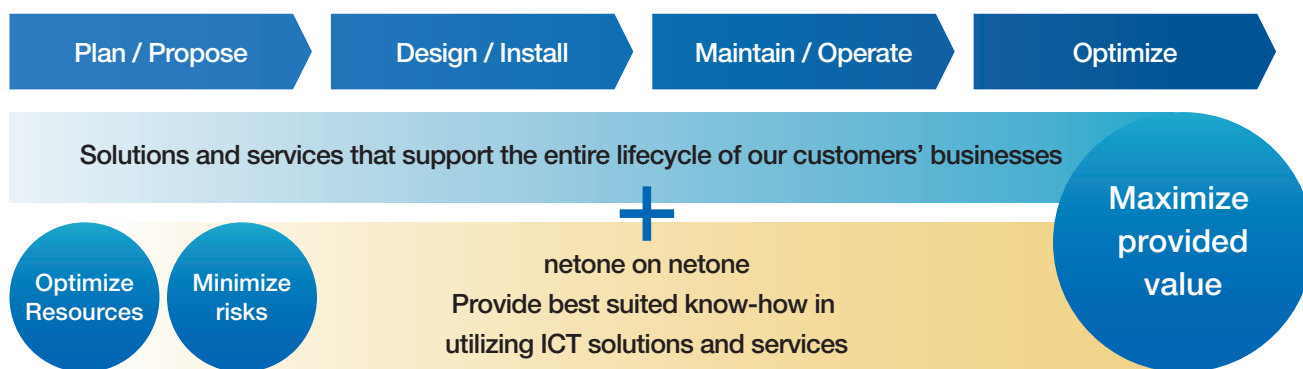 Plan / Propose
Design / Install
Maintain / Operate
Optimize
Solutions and services that support the entire lifecycle of our customers’ businesses
+
Maximize
provided
value
Optimize
Resources
Minimize
risks
netone on netone
Provide best suited know-how in
utilizing ICT solutions and services